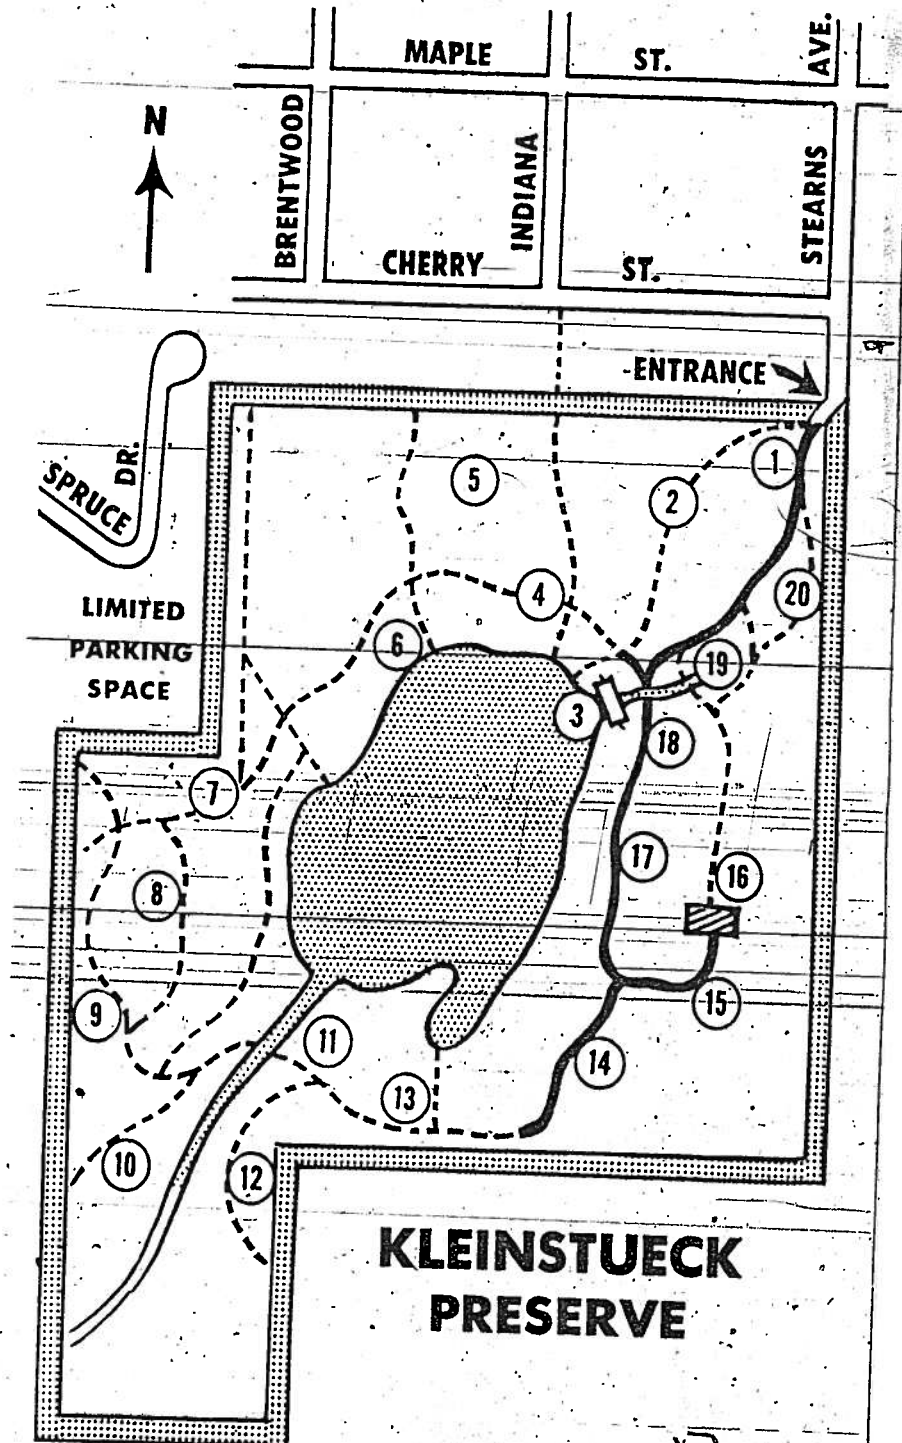 MAPLE ST.
AVE.
N
BRENTWOOD
INDIANA
STEARNS
CHERRY ST.
ENTRANCE
SPRUCE DR.
LIMITED
PARKING
SPACE
1
2
3
4
5
6
7
8
9
10
11
12
13
14
15
16
17
18
19
20
KLEINSTUECK
PRESERVE